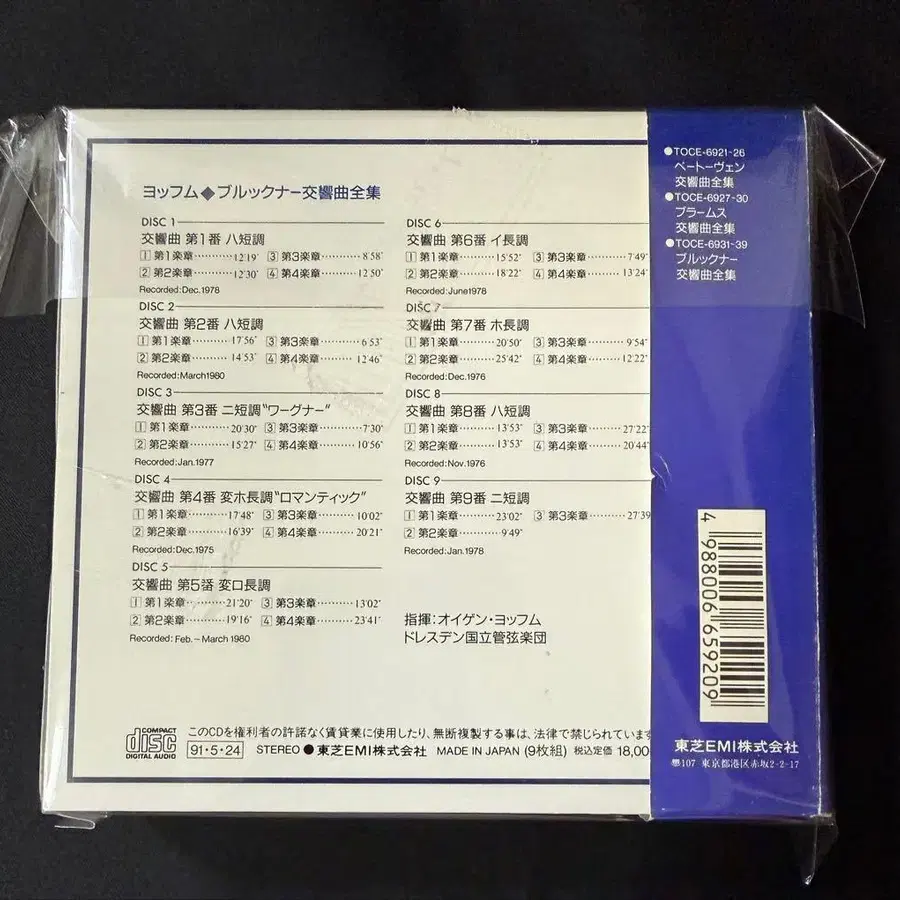 ヨッフム◆ブルックナー交響曲全集
DISC 1
交響曲 第1番 ハ短調
1 第1楽章………12'19" 3 第3楽章………8'58"
2 第2楽章………12'30" 4 第4楽章………12'50"
Recorded:Dec.1978
DISC 2
交響曲 第2番 ハ短調
1 第1楽章………17'56" 3 第3楽章………6'53"
2 第2楽章………14'53" 4 第4楽章………12'46"
Recorded:March1980
DISC 3
交響曲 第3番 ニ短調"ワーグナー"
1 第1楽章………20'30" 3 第3楽章………7'30"
2 第2楽章………15'27" 4 第4楽章………10'56"
Recorded:Jan.1977
DISC 4
交響曲 第4番 変ホ長調"ロマンティック"
1 第1楽章………17'48" 3 第3楽章………10'02"
2 第2楽章………16'39" 4 第4楽章………20'21"
Recorded:Dec.1975
DISC 5
交響曲 第5番 変ロ長調
1 第1楽章………21'20" 3 第3楽章………13'02"
2 第2楽章………19'16" 4 第4楽章………23'41"
Recorded: Feb.–March 1980
DISC 6
交響曲 第6番 イ長調
1 第1楽章………15'52" 3 第3楽章………7'49"
2 第2楽章………18'22" 4 第4楽章………13'24"
Recorded:June1978
DISC 7
交響曲 第7番 ホ長調
1 第1楽章………20'50" 3 第3楽章………9'54"
2 第2楽章………25'42" 4 第4楽章………12'22"
Recorded:Dec.1976
DISC 8
交響曲 第8番 ハ短調
1 第1楽章………13'53" 3 第3楽章………27'22"
2 第2楽章………13'53" 4 第4楽章………20'44"
Recorded:Nov.1976
DISC 9
交響曲 第9番 ニ短調
1 第1楽章………23'02" 3 第3楽章………27'39
2 第2楽章………9'49"
Recorded:Jan.1978
指揮:オイゲン・ヨッフム
ドレスデン国立管弦楽団
COMPACT
disc
DIGITAL AUDIO
このCDを権利者の許諾なく賃貸業に使用したり、無断複製する事は、法律で禁じられています
91・5・24 STEREO ●東芝EMI株式会社 MADE IN JAPAN (9枚組) 税込定価 18,00
●TOCE-6921~26
ベートーヴェン
交響曲全集
●TOCE-6927~30
ブラームス
交響曲全集
●TOCE-6931~39
ブルックナー
交響曲全集
4 988006 659209
東芝EMI株式会社
〒107 東京都港区赤坂2-2-17